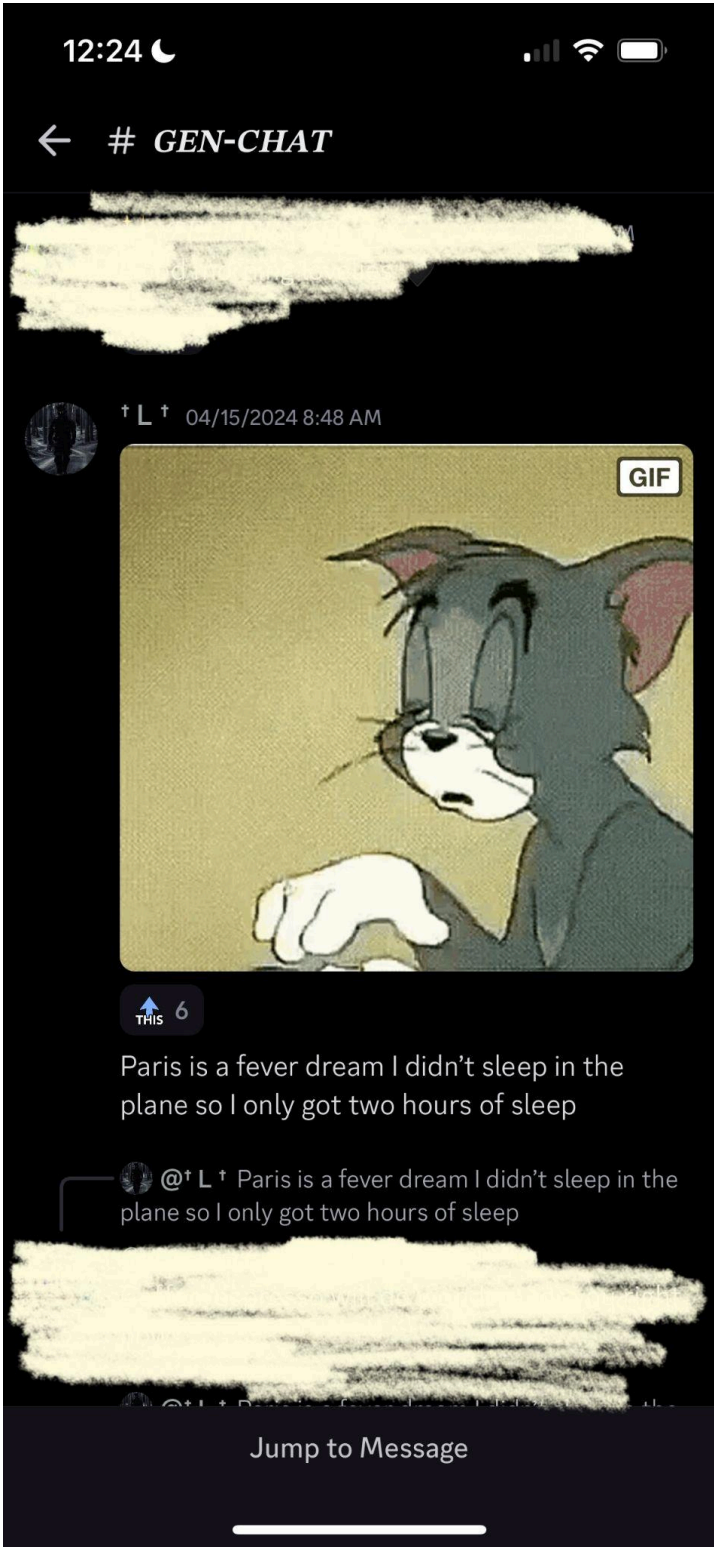 12:24
# GEN-CHAT
† L † 04/15/2024 8:48 AM
GIF
THIS 6
Paris is a fever dream I didn’t sleep in the
plane so I only got two hours of sleep
@† L † Paris is a fever dream I didn’t sleep in the
plane so I only got two hours of sleep
Jump to Message